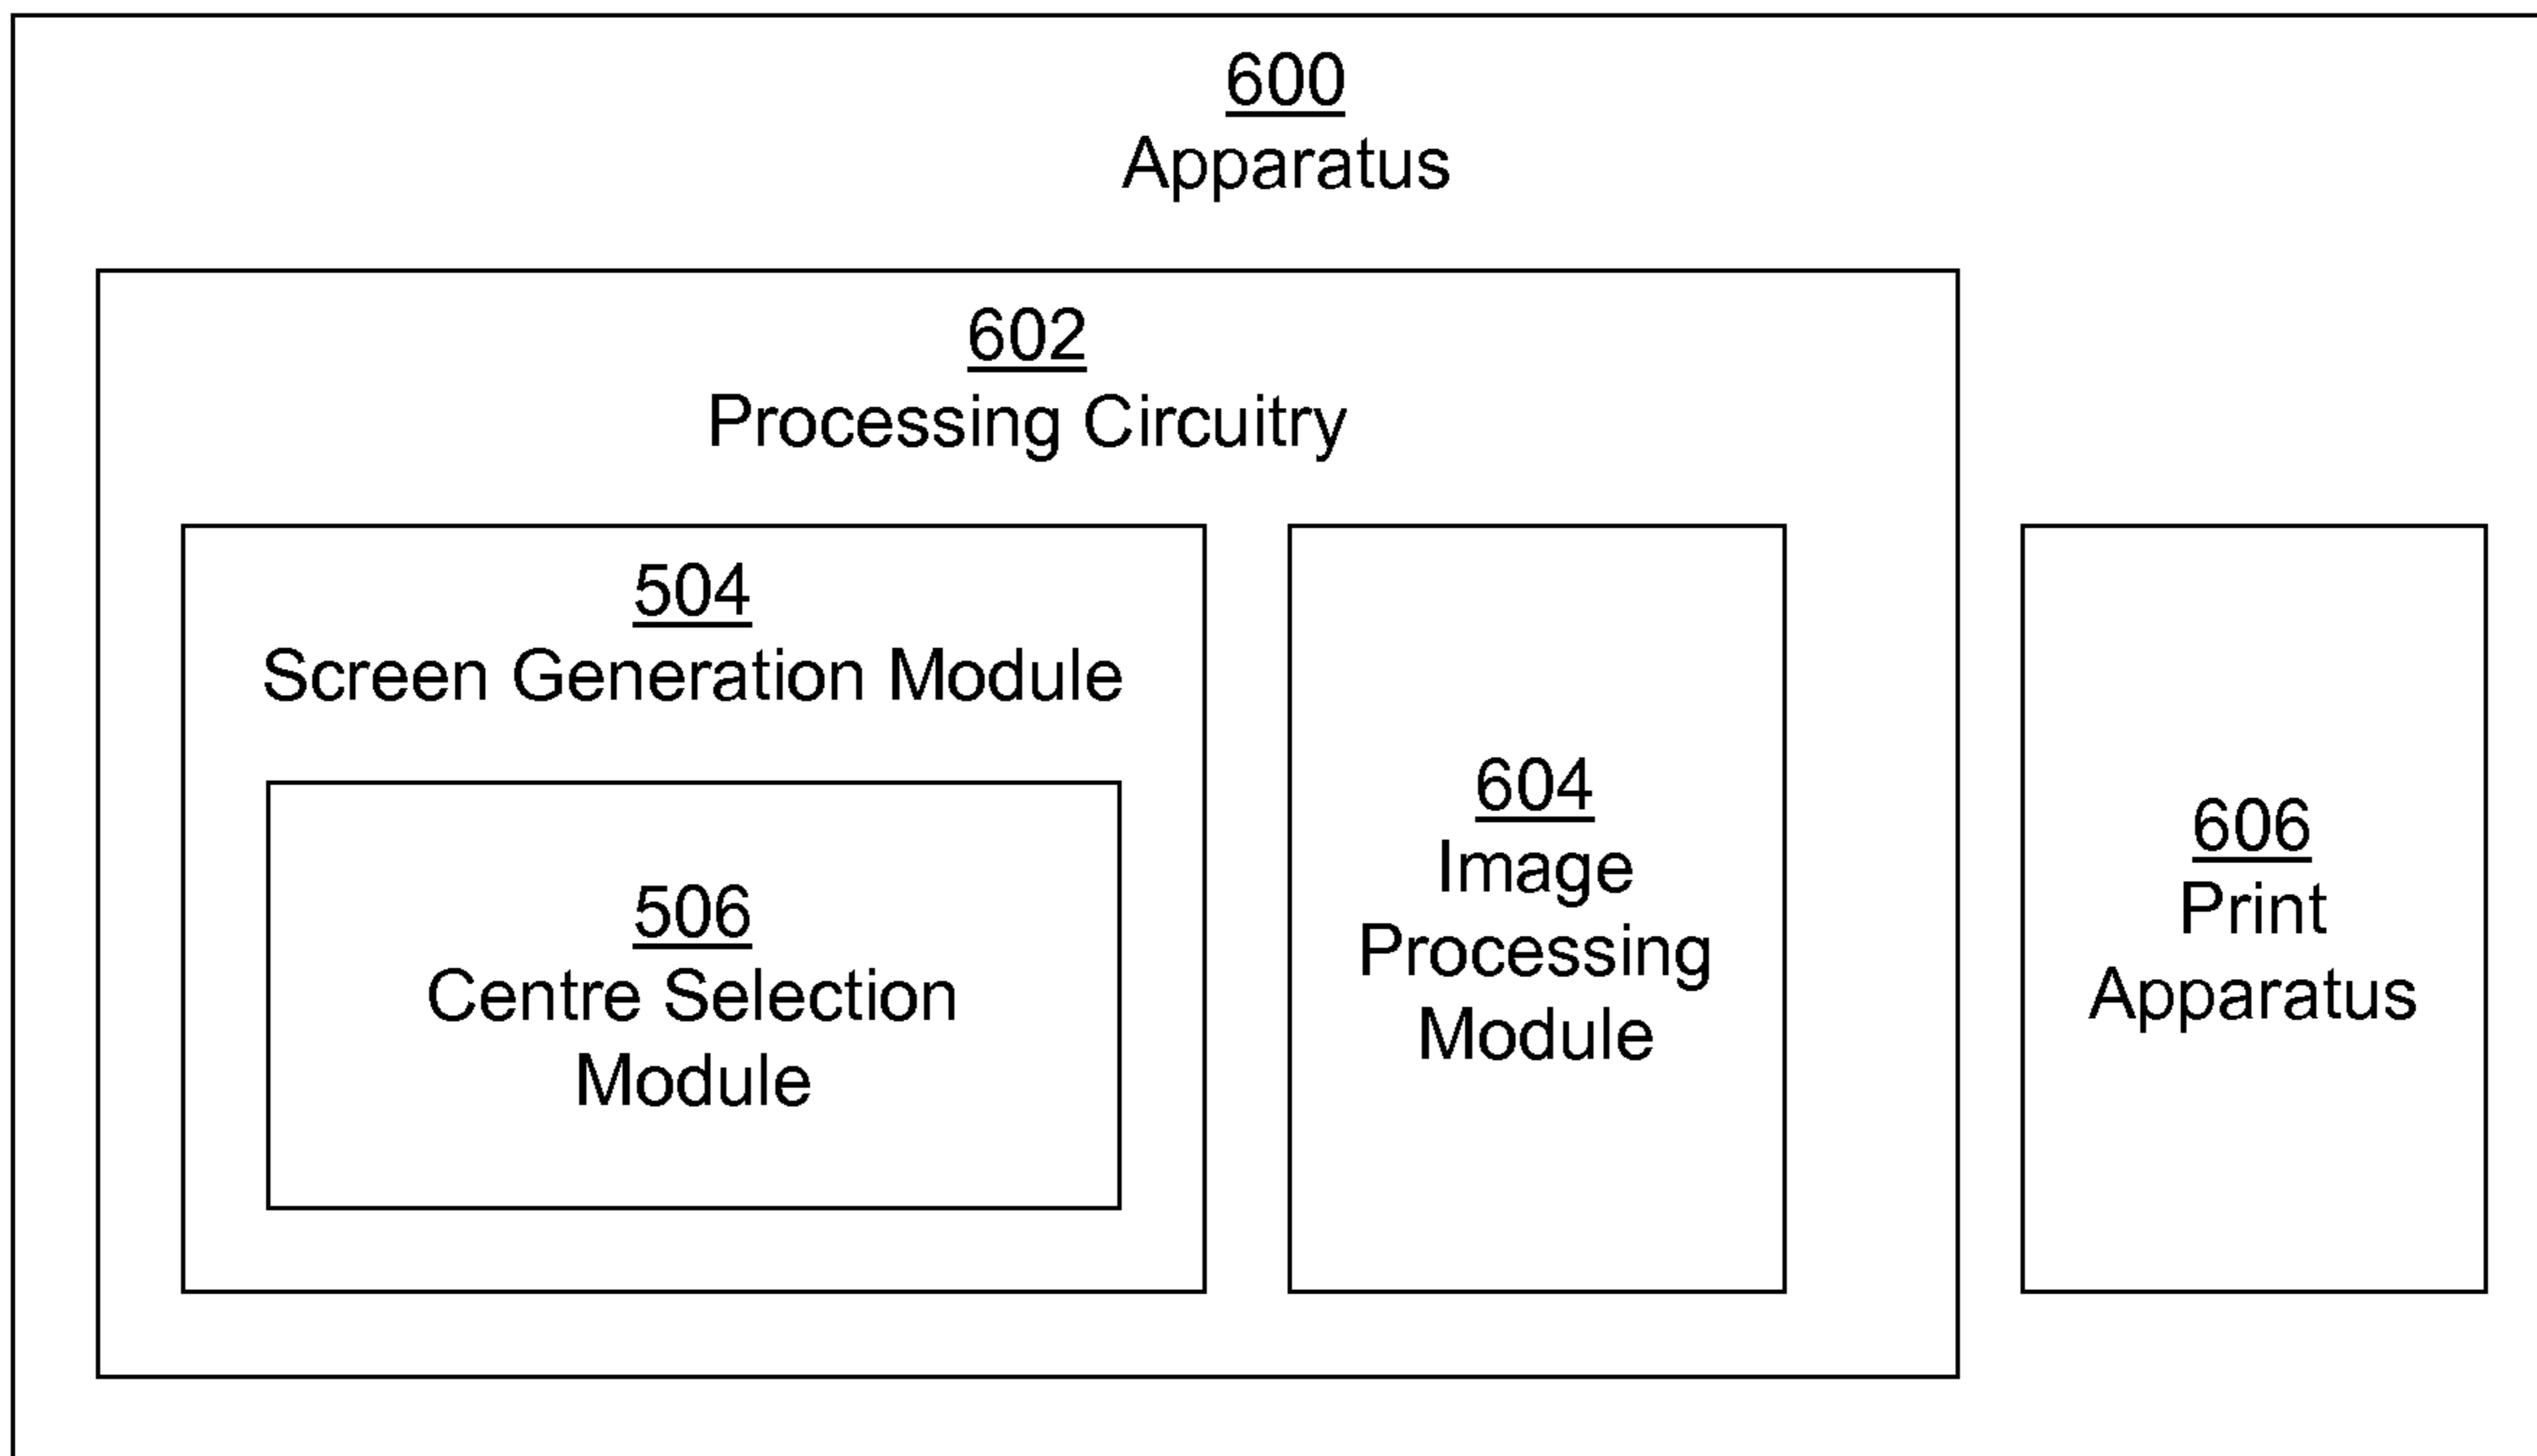 600
Apparatus
602
Processing Circuitry
504
Screen Generation Module
506
Centre Selection
Module
604
Image
Processing
Module
606
Print
Apparatus